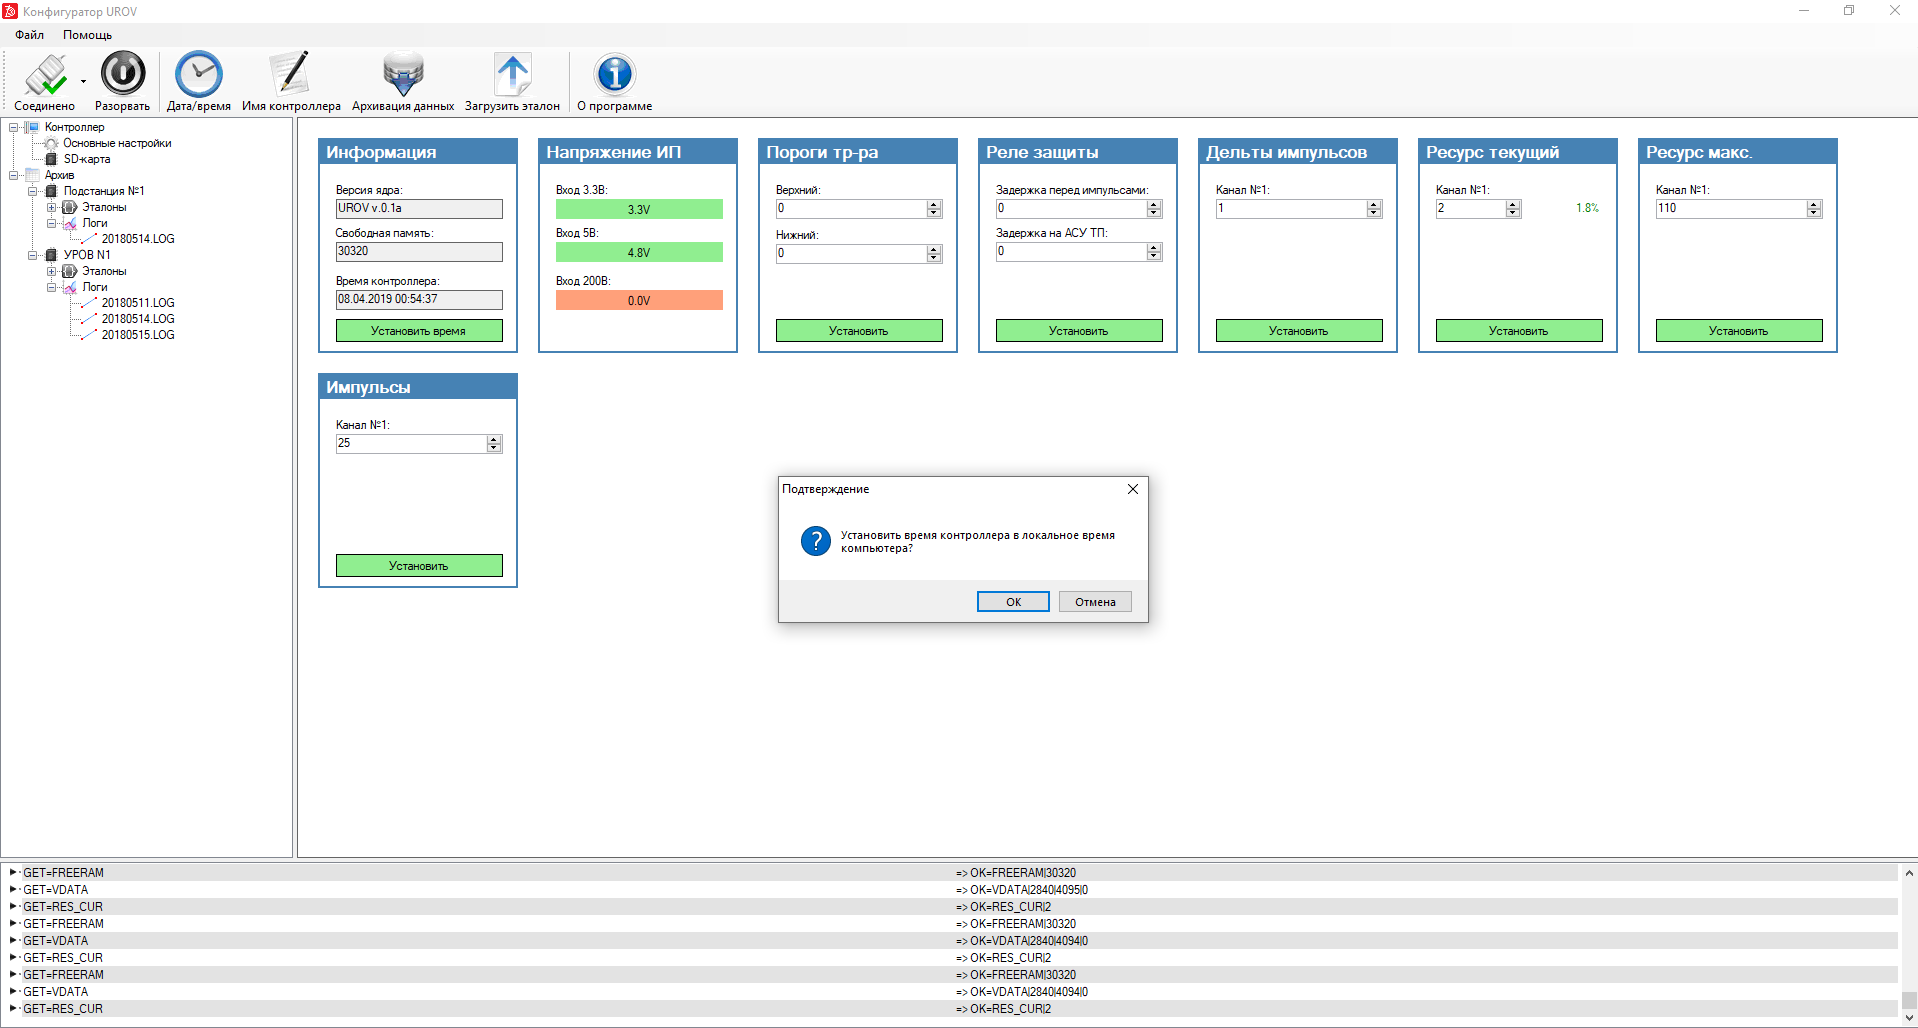 Конфигуратор UROV
Файл Помощь
Соединено Разорвать Дата/время Имя контроллера Архивация данных Загрузить эталон О программе
Контроллер
Основные настройки
SD-карта
Архив
Подстанция №1
Эталоны
Логи
20180514.LOG
УРОВ N1
Эталоны
Логи
20180511.LOG
20180514.LOG
20180515.LOG
Информация
Версия ядра:
UROV v.0.1a
Свободная память:
30320
Время контроллера:
08.04.2019 00:54:37
Установить время
Напряжение ИП
Вход 3.3В:
3.3V
Вход 5В:
4.8V
Вход 200В:
0.0V
Пороги тр-ра
Верхний:
0
Нижний:
0
Установить
Реле защиты
Задержка перед импульсами:
0
Задержка на АСУ ТП:
0
Установить
Дельты импульсов
Канал №1:
1
Установить
Ресурс текущий
Канал №1:
2 1.8%
Установить
Ресурс макс.
Канал №1:
110
Установить
Импульсы
Канал №1:
25
Установить
Подтверждение
Установить время контроллера в локальное время
компьютера?
OK Отмена
GET=FREERAM => OK=FREERAM|30320
GET=VDATA => OK=VDATA|2840|4095|0
GET=RES_CUR => OK=RES_CUR|2
GET=FREERAM => OK=FREERAM|30320
GET=VDATA => OK=VDATA|2840|4094|0
GET=RES_CUR => OK=RES_CUR|2
GET=FREERAM => OK=FREERAM|30320
GET=VDATA => OK=VDATA|2840|4094|0
GET=RES_CUR => OK=RES_CUR|2